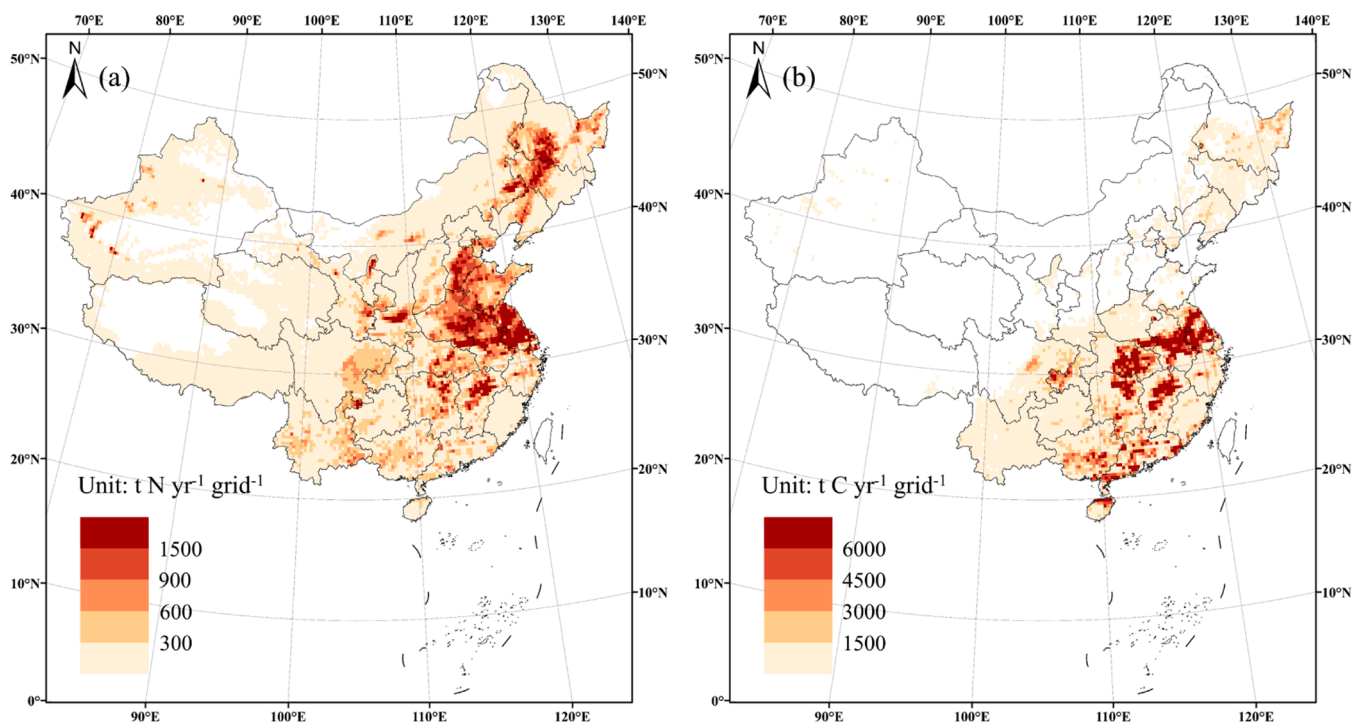 70°E 80°E 90°E 100°E 110°E 120°E 130°E 140°E
N
(a)
50°N
50°N
40°N
40°N
30°N
30°N
20°N
20°N
Unit: t N yr⁻¹ grid⁻¹
1500
900
600
300
10°N
10°N
0°
90°E 100°E 110°E 120°E
70°E 80°E 90°E 100°E 110°E 120°E 130°E 140°E
N
(b)
50°N
50°N
40°N
40°N
30°N
30°N
20°N
20°N
Unit: t C yr⁻¹ grid⁻¹
6000
4500
3000
1500
10°N
10°N
0°
90°E 100°E 110°E 120°E